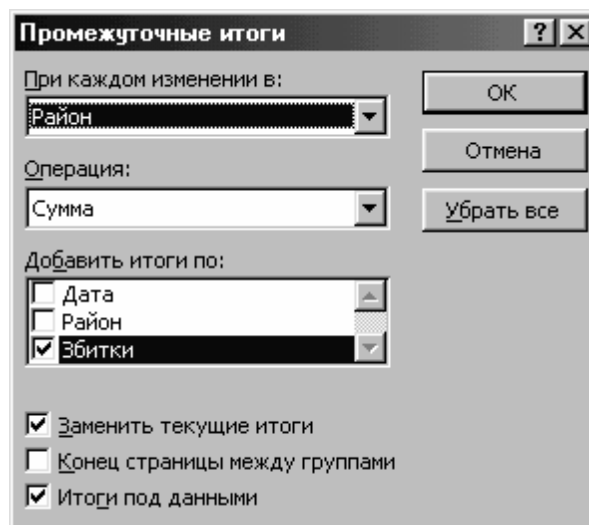 Промежуточные итоги
При каждом изменении в:
Район
Операция:
Сумма
Добавить итоги по:
Дата
Район
Збитки
Заменить текущие итоги
Конец страницы между группами
Итоги под данными
ОК
Отмена
Убрать все